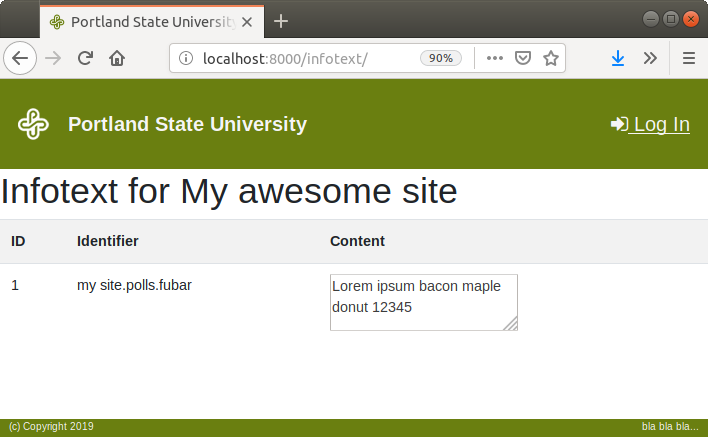 Portland State University
localhost:8000/infotext/
90%
Portland State University
Log In
Infotext for My awesome site
ID Identifier Content
1 my site.polls.fubar Lorem ipsum bacon maple
donut 12345
(c) Copyright 2019 bla bla bla...